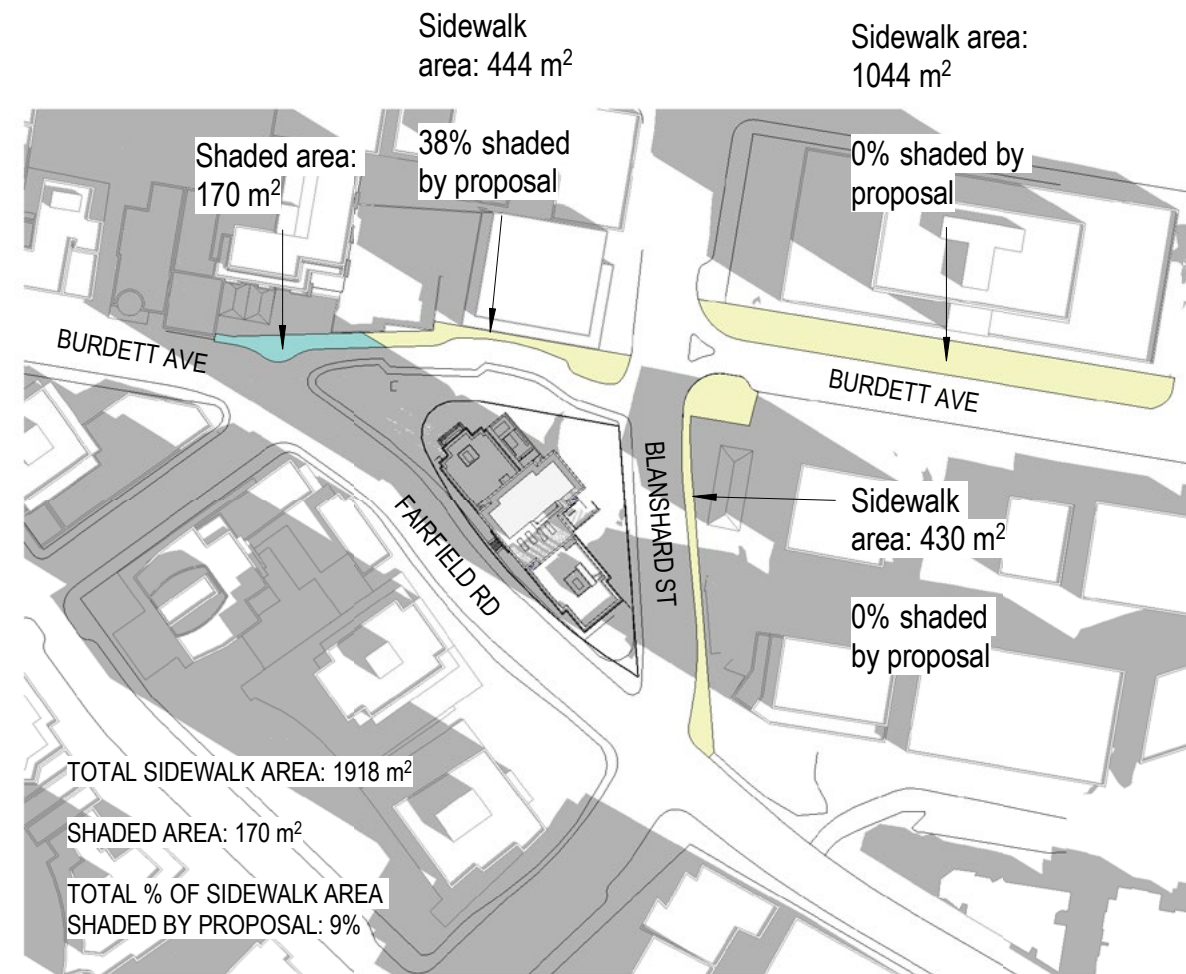 Sidewalk
area: 444 m²
38% shaded
by proposal
Sidewalk area:
1044 m²
0% shaded by
proposal
Shaded area:
170 m²
BURDETT AVE
BURDETT AVE
FAIRFIELD RD
BLANSHARD ST
Sidewalk
area: 430 m²
0% shaded
by proposal
TOTAL SIDEWALK AREA: 1918 m²
SHADED AREA: 170 m²
TOTAL % OF SIDEWALK AREA
SHADED BY PROPOSAL: 9%